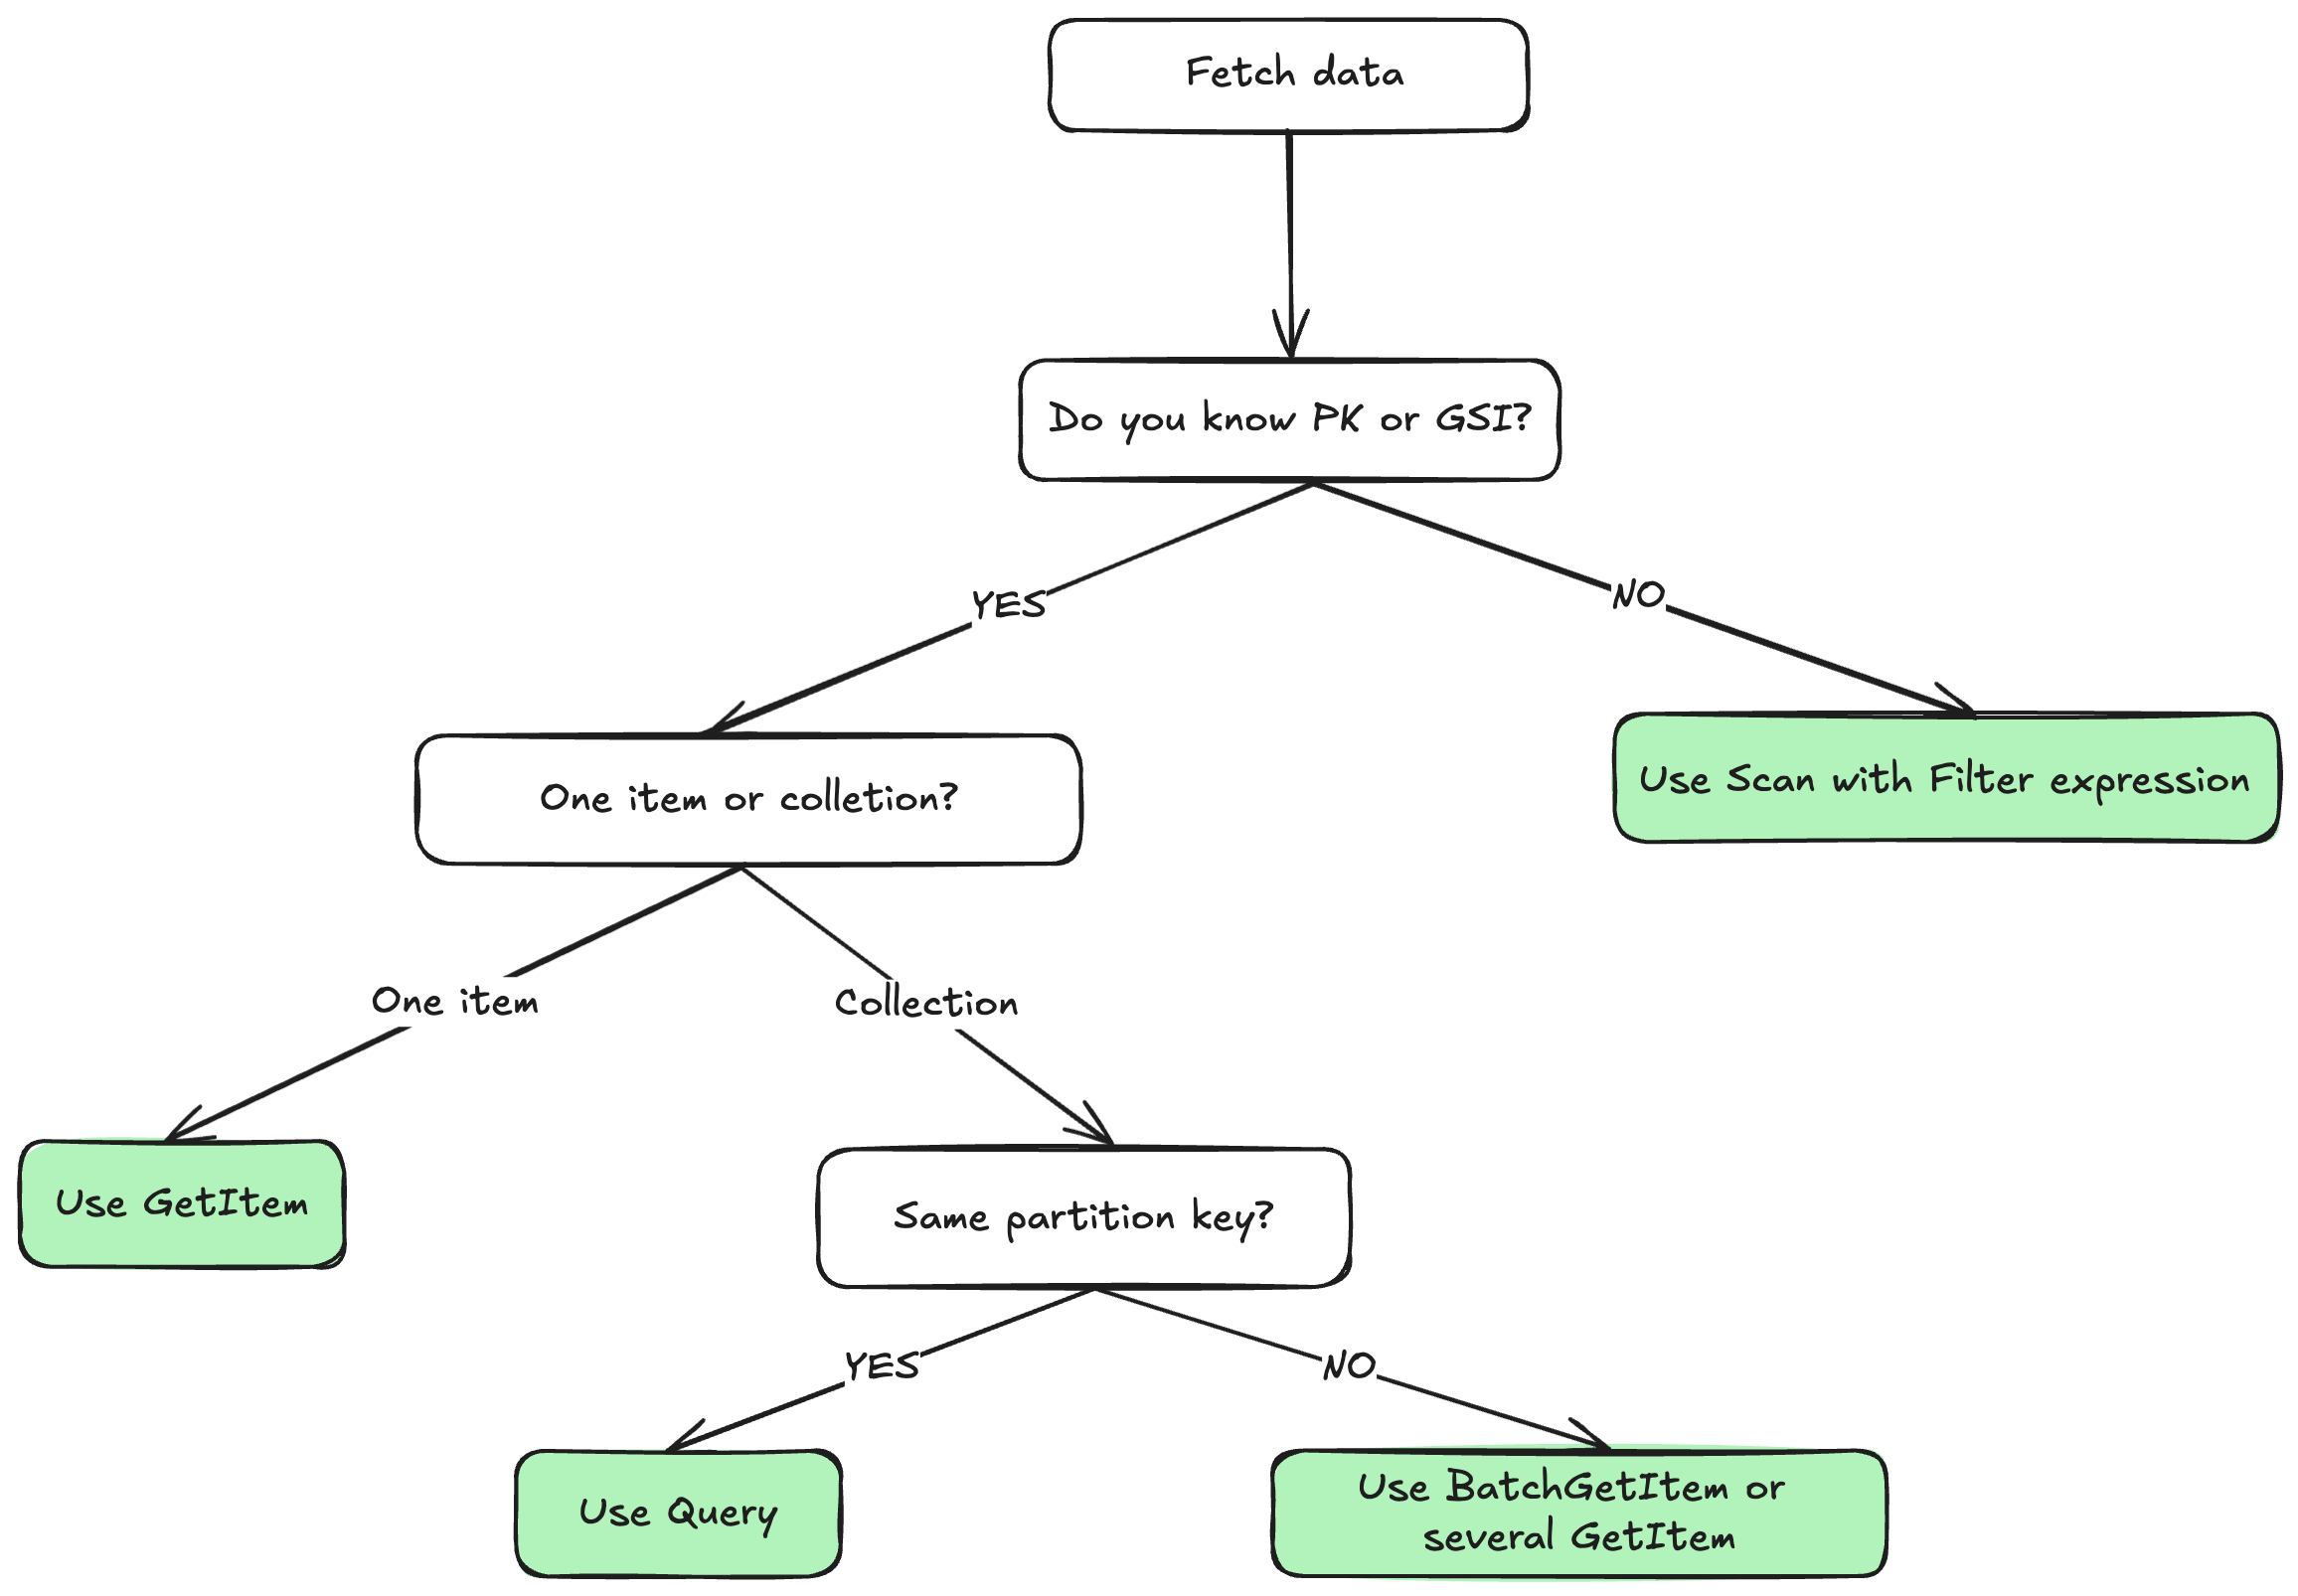 Fetch data
Do you know PK or GSI?
YES
NO
One item or colletion?
Use Scan with Filter expression
One item
Collection
Use GetItem
Same partition key?
YES
NO
Use Query
Use BatchGetItem or
several GetItem